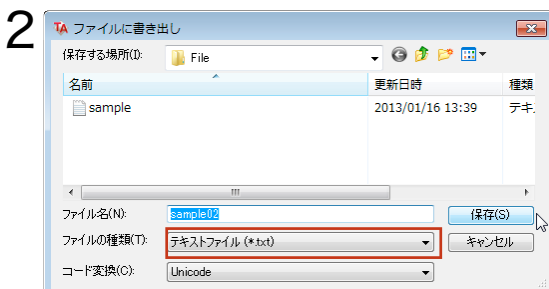 2
TA ファイルに書き出し
保存する場所(I): File
名前 更新日時 種類
sample 2013/01/16 13:39 テキ
ファイル名(N): sample02 保存(S)
ファイルの種類(T): テキストファイル (*.txt) キャンセル
コード変換(C): Unicode